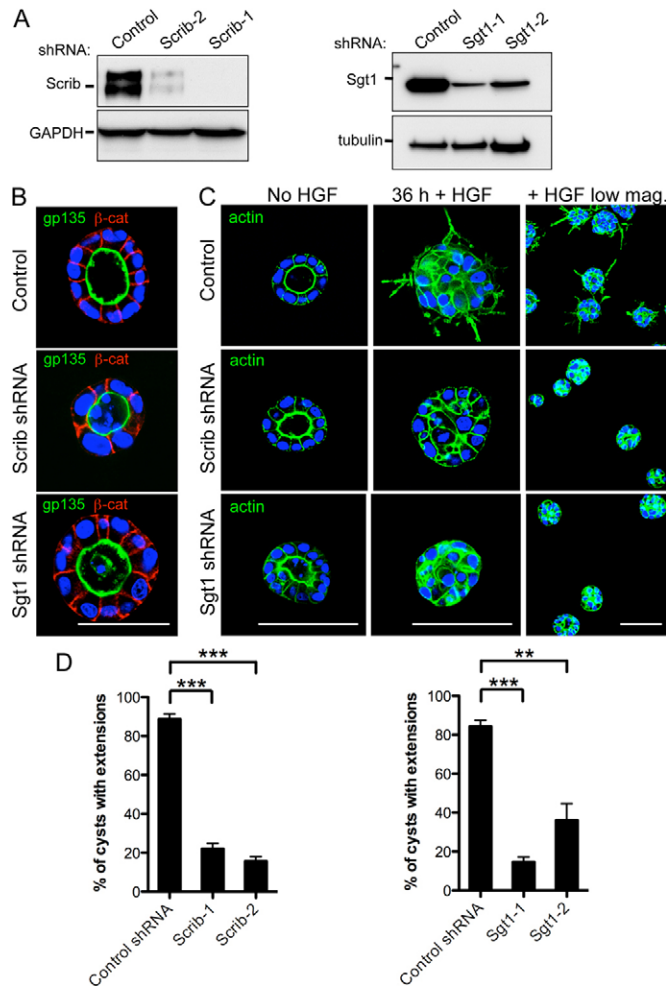 A
shRNA:
Control
Scrib-2
Scrib-1
Scrib
GAPDH
shRNA:
Control
Sgt1-1
Sgt1-2
Sgt1
tubulin
B
gp135 β-cat
Control
gp135 β-cat
Scrib shRNA
gp135 β-cat
Sgt1 shRNA
C
No HGF
36 h + HGF
+ HGF low mag.
Control
actin
Scrib shRNA
actin
Sgt1 shRNA
actin
D
% of cysts with extensions
100
80
60
40
20
0
***
***
Control shRNA
Scrib-1
Scrib-2
% of cysts with extensions
100
80
60
40
20
0
**
***
Control shRNA
Sgt1-1
Sgt1-2